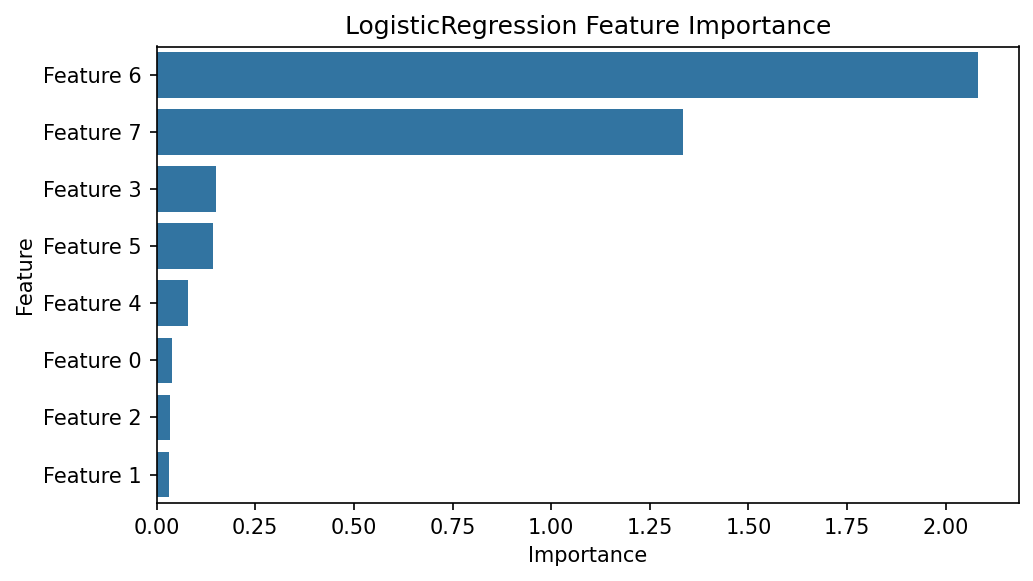 LogisticRegression Feature Importance
Feature 6
Feature 7
Feature 3
Feature 5
Feature 4
Feature 0
Feature 2
Feature 1
Feature
0.00 0.25 0.50 0.75 1.00 1.25 1.50 1.75 2.00
Importance